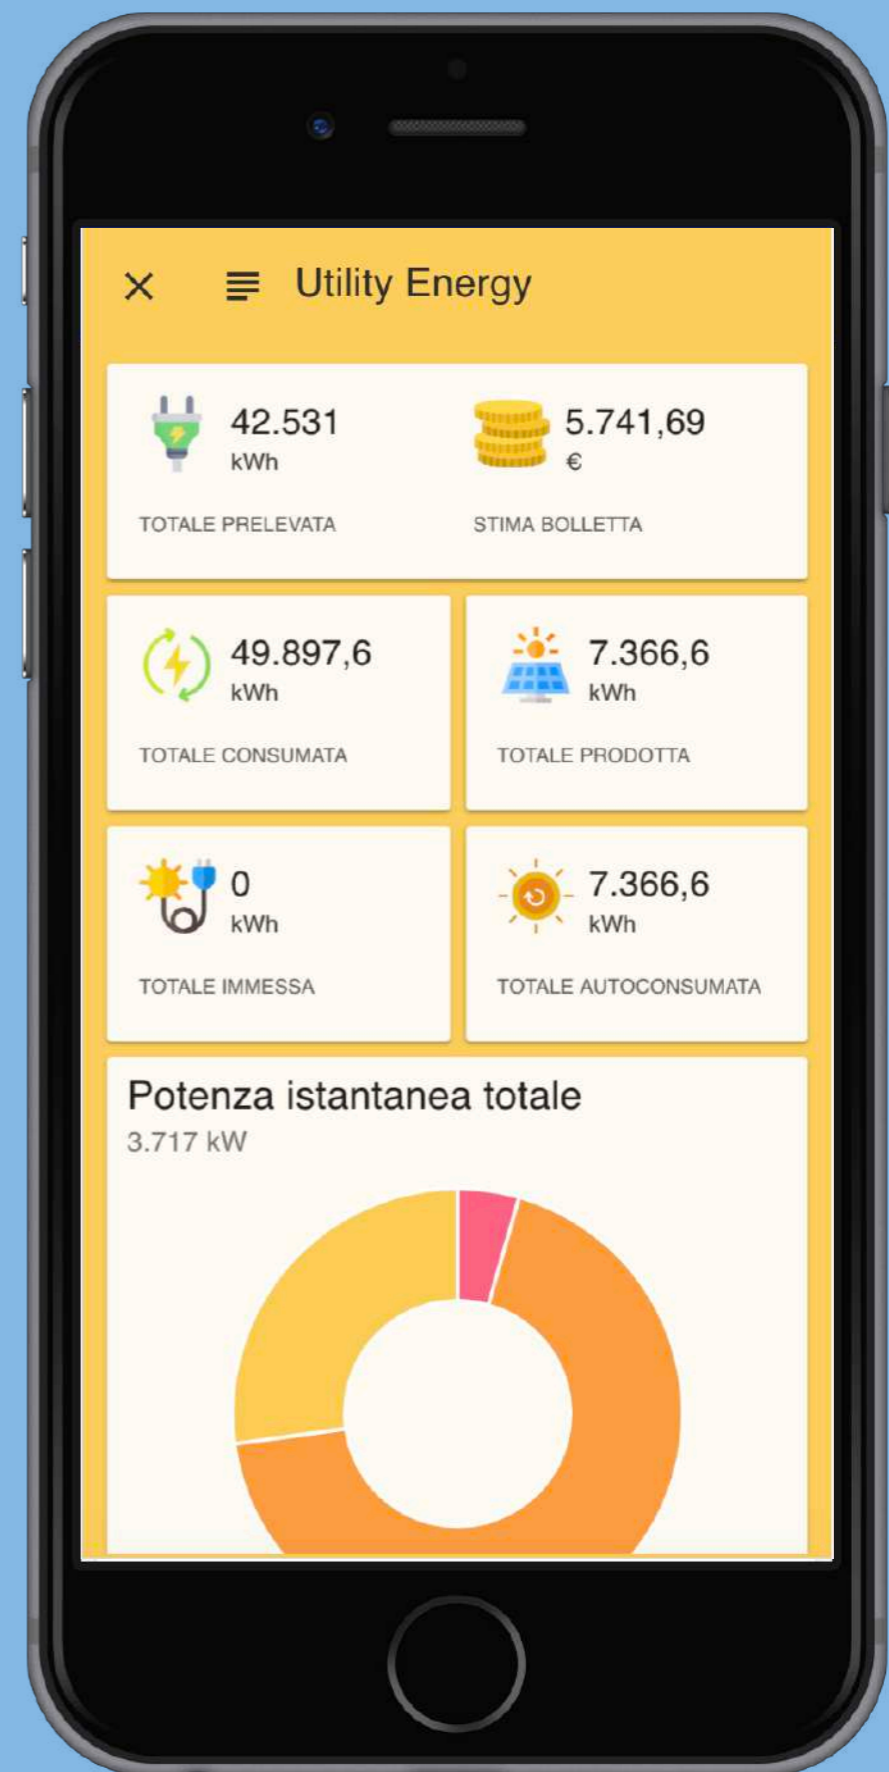 Utility Energy
42.531
kWh
TOTALE PRELEVATA
5.741,69
€
STIMA BOLLETTA
49.897,6
kWh
TOTALE CONSUMATA
7.366,6
kWh
TOTALE PRODOTTA
0
kWh
TOTALE IMMESSA
7.366,6
kWh
TOTALE AUTOCONSUMATA
Potenza istantanea totale
3.717 kW